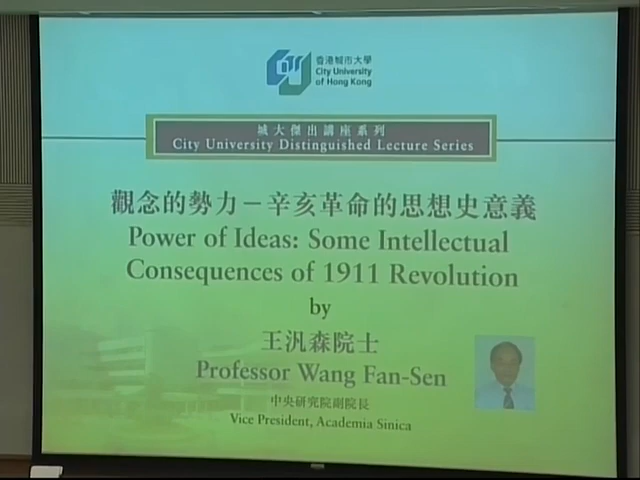 香港城市大學
City University
of Hong Kong
城大傑出講座系列
City University Distinguished Lecture Series
觀念的勢力－辛亥革命的思想史意義
Power of Ideas: Some Intellectual
Consequences of 1911 Revolution
by
王汎森院士
Professor Wang Fan-Sen
中央研究院副院長
Vice President, Academia Sinica